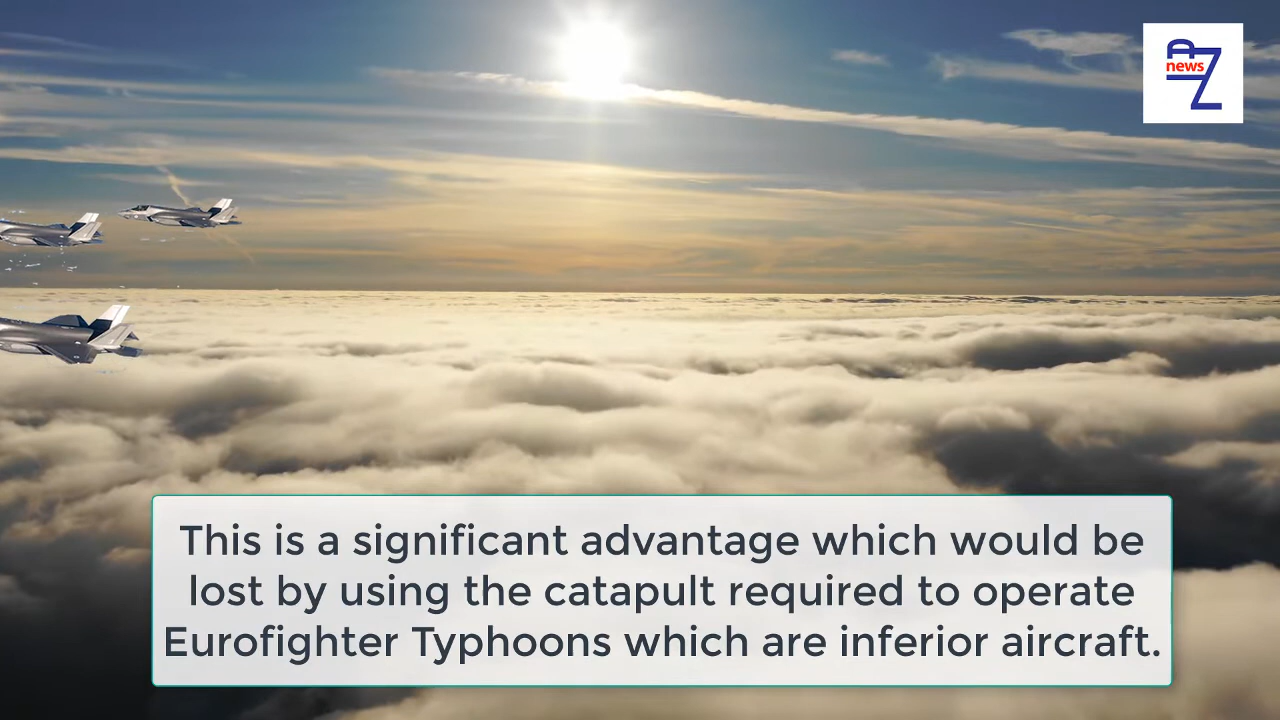 A
news
Z
This is a significant advantage which would be
lost by using the catapult required to operate
Eurofighter Typhoons which are inferior aircraft.